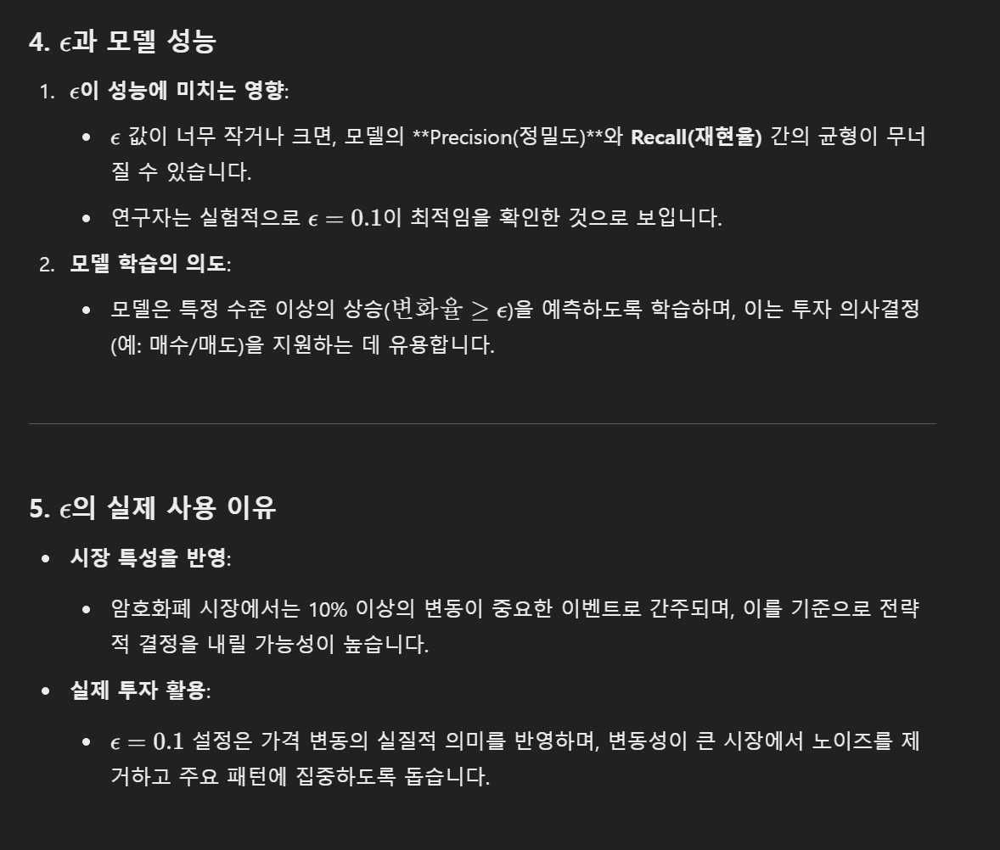 4. ϵ과 모델 성능
1. ϵ이 성능에 미치는 영향:
• ϵ 값이 너무 작거나 크면, 모델의 **Precision(정밀도)**와 Recall(재현율) 간의 균형이 무너
질 수 있습니다.
• 연구자는 실험적으로 ϵ = 0.1이 최적임을 확인한 것으로 보입니다.
2. 모델 학습의 의도:
• 모델은 특정 수준 이상의 상승(변화율 ≥ ϵ)을 예측하도록 학습하며, 이는 투자 의사결정
(예: 매수/매도)을 지원하는 데 유용합니다.
5. ϵ의 실제 사용 이유
• 시장 특성을 반영:
• 암호화폐 시장에서는 10% 이상의 변동이 중요한 이벤트로 간주되며, 이를 기준으로 전략
적 결정을 내릴 가능성이 높습니다.
• 실제 투자 활용:
• ϵ = 0.1 설정은 가격 변동의 실질적 의미를 반영하며, 변동성이 큰 시장에서 노이즈를 제
거하고 주요 패턴에 집중하도록 돕습니다.